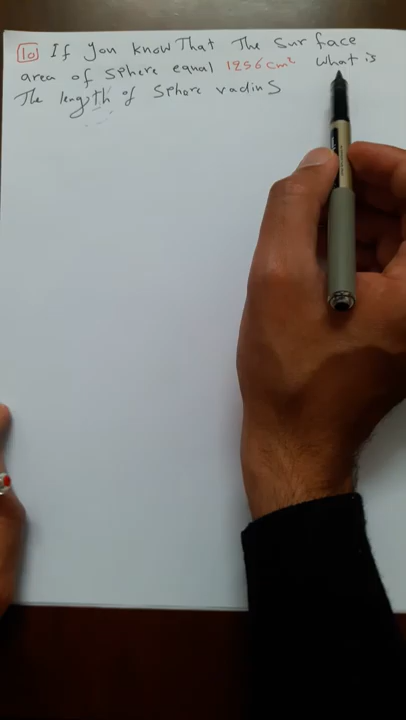 10 If you know That The Surface
area of Sphere equal 1256 cm² what is
The length of Sphere radius